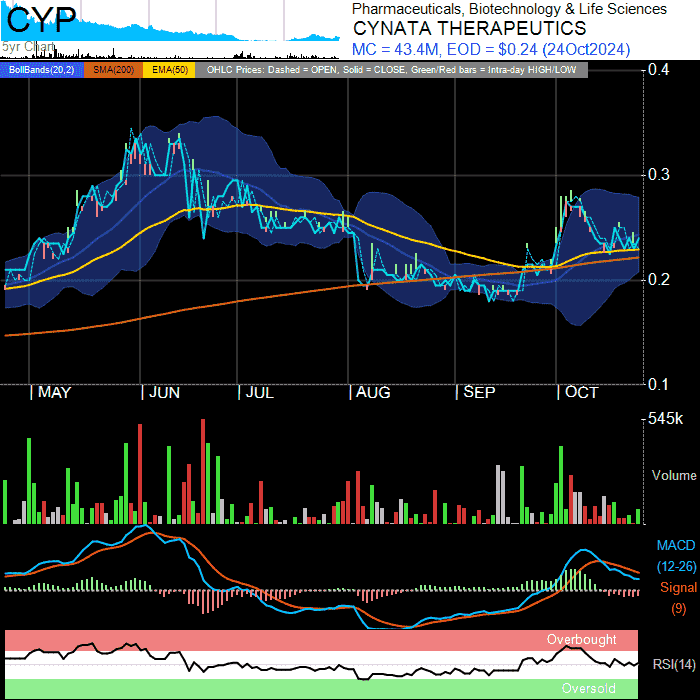 CYP
5yr Chart
Pharmaceuticals, Biotechnology & Life Sciences
CYNATA THERAPEUTICS
MC = 43.4M, EOD = $0.24 (24Oct2024)
BollBands(20,2) SMA(200) EMA(50) OHLC Prices: Dashed = OPEN, Solid = CLOSE, Green/Red bars = Intra-day HIGH/LOW
0.4
0.3
0.2
0.1
MAY JUN JUL AUG SEP OCT
545k
Volume
MACD
(12-26)
Signal
(9)
Overbought
RSI(14)
Oversold